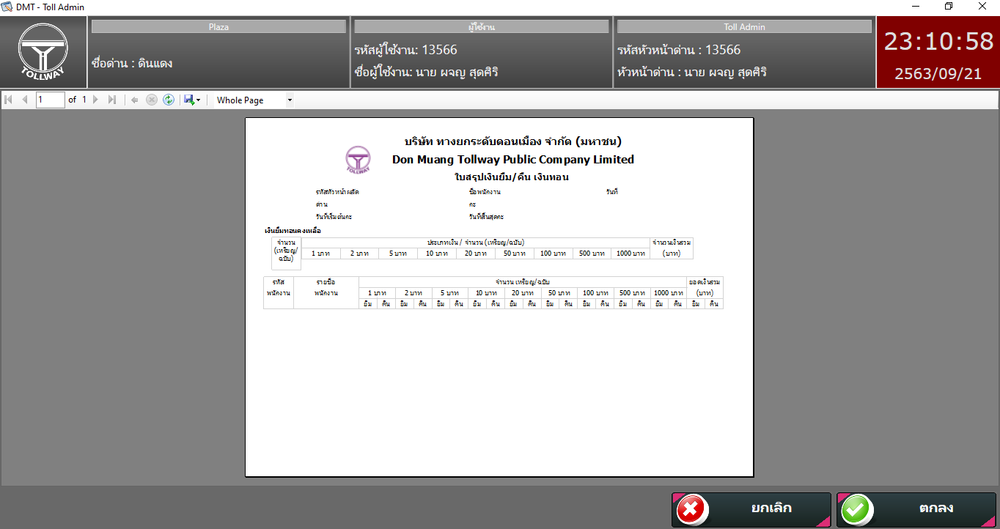 DMT - Toll Admin
TOLLWAY
Plaza
ชื่อด่าน : ดินแดง
ผู้ใช้งาน
รหัสผู้ใช้งาน: 13566
ชื่อผู้ใช้งาน: นาย ผจญ สุดศิริ
Toll Admin
รหัสหัวหน้าด่าน : 13566
หัวหน้าด่าน : นาย ผจญ สุดศิริ
23:10:58
2563/09/21
1 of 1 Whole Page
บริษัท ทางยกระดับดอนเมือง จำกัด (มหาชน)
TOLLWAY
Don Muang Tollway Public Company Limited
ใบสรุปเงินยืม/คืน เงินทอน
รหัสหัวหน้าผลัด ชื่อพนักงาน วันที่
ด่าน กะ
วันที่เริ่มต้นกะ วันที่สิ้นสุดกะ
เงินยืมทอนคงเหลือ
จำนวน ประเภทเงิน / จำนวน (เหรียญ/ฉบับ) จำนวนเงินรวม
(เหรียญ/ 1 บาท 2 บาท 5 บาท 10 บาท 20 บาท 50 บาท 100 บาท 500 บาท 1000 บาท (บาท)
ฉบับ)
รหัส รายชื่อ จำนวน เหรียญ/ฉบับ ยอดเงินรวม
พนักงาน พนักงาน 1 บาท 2 บาท 5 บาท 10 บาท 20 บาท 50 บาท 100 บาท 500 บาท 1000 บาท (บาท)
ยืม คืน ยืม คืน ยืม คืน ยืม คืน ยืม คืน ยืม คืน ยืม คืน ยืม คืน ยืม คืน ยืม คืน
ยกเลิก ตกลง